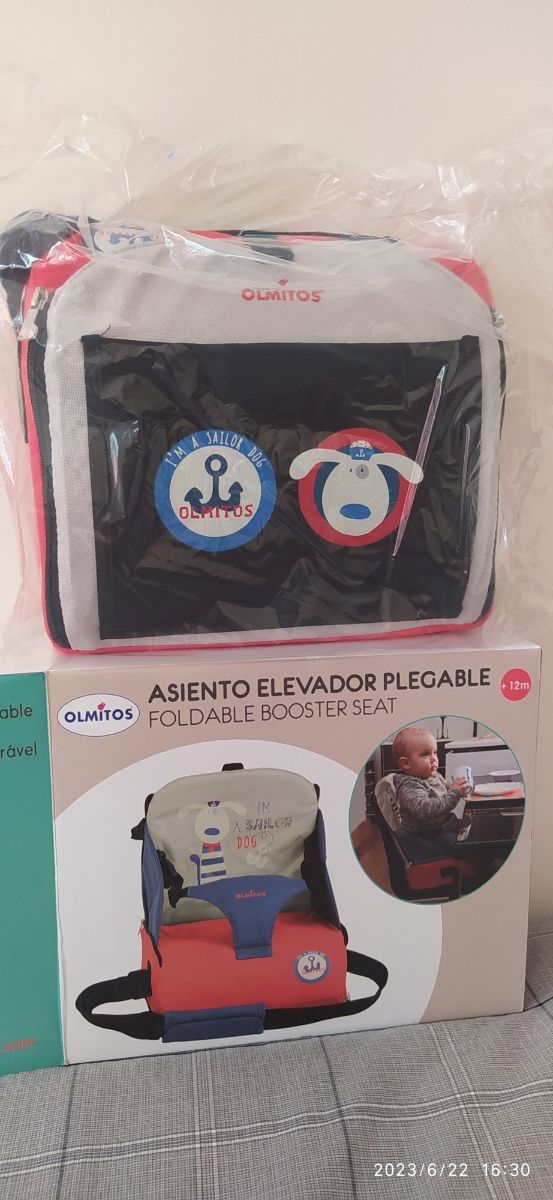 OLMITOS
I'M A SAILOR DOG
OLMITOS
ASIENTO ELEVADOR PLEGABLE
+12m
OLMITOS
FOLDABLE BOOSTER SEAT
able
rável
I'M
A SAILOR
DOG
OLMITOS
.com
2023/6/22 16:30